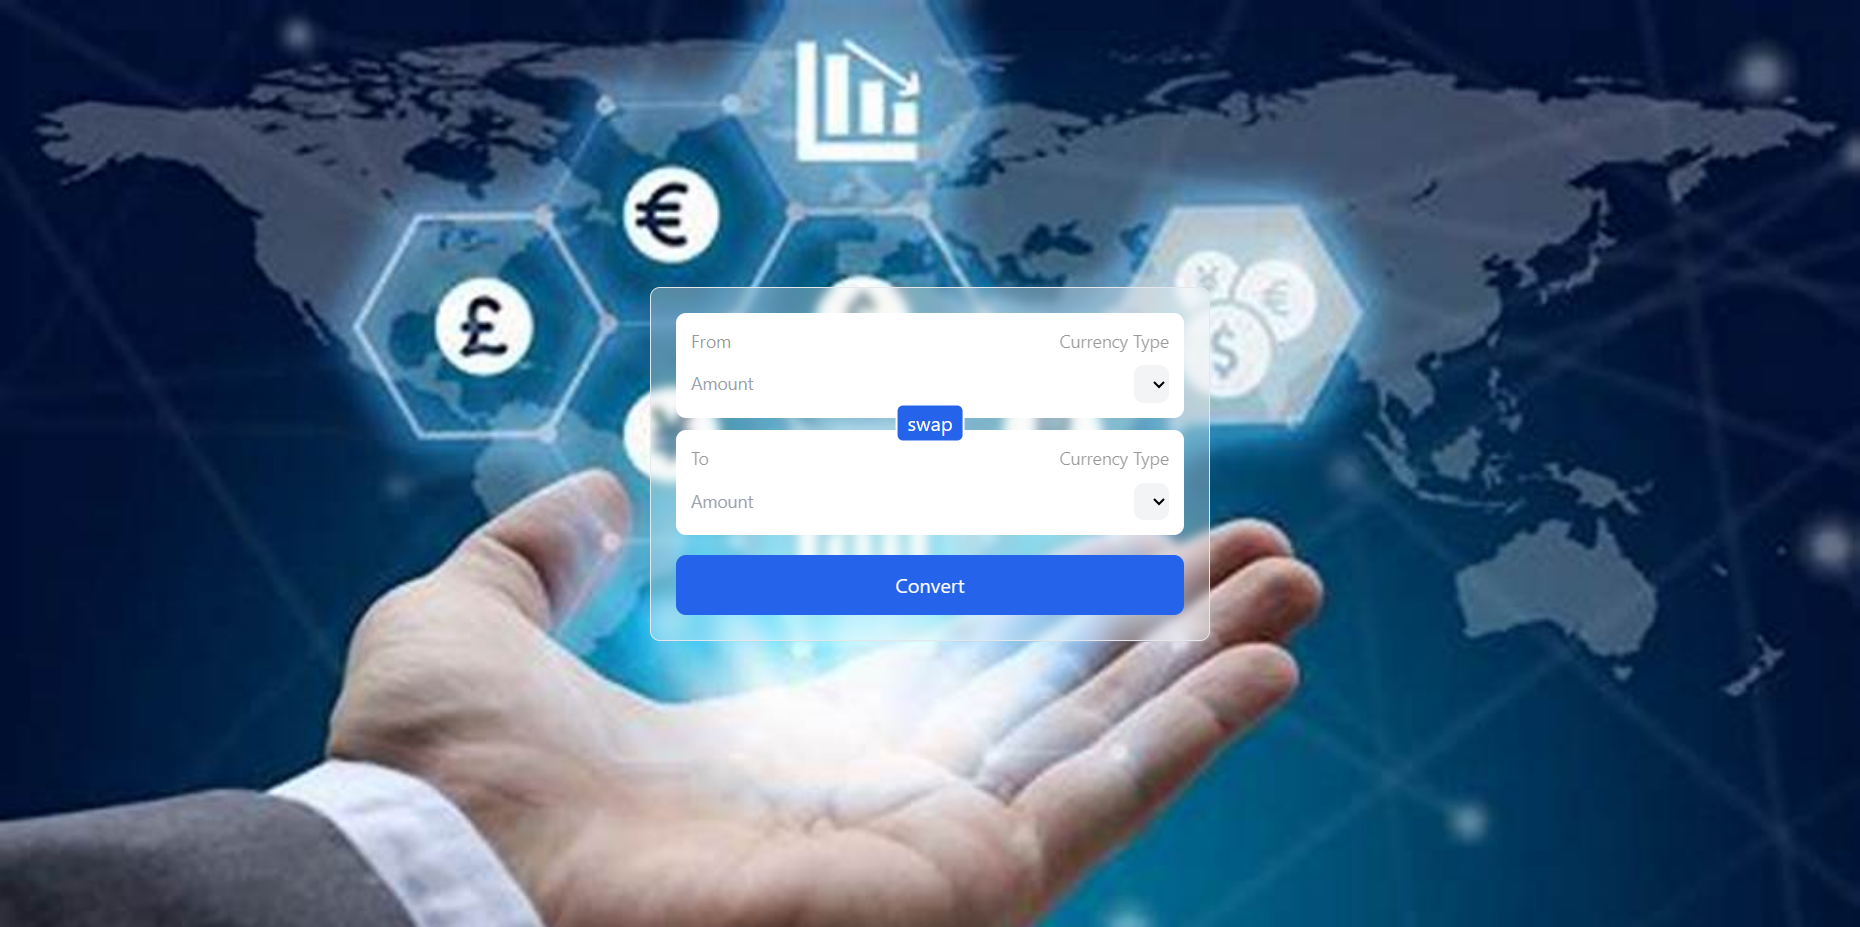 €
£
¥ €
$
From Currency Type
Amount
swap
To Currency Type
Amount
Convert